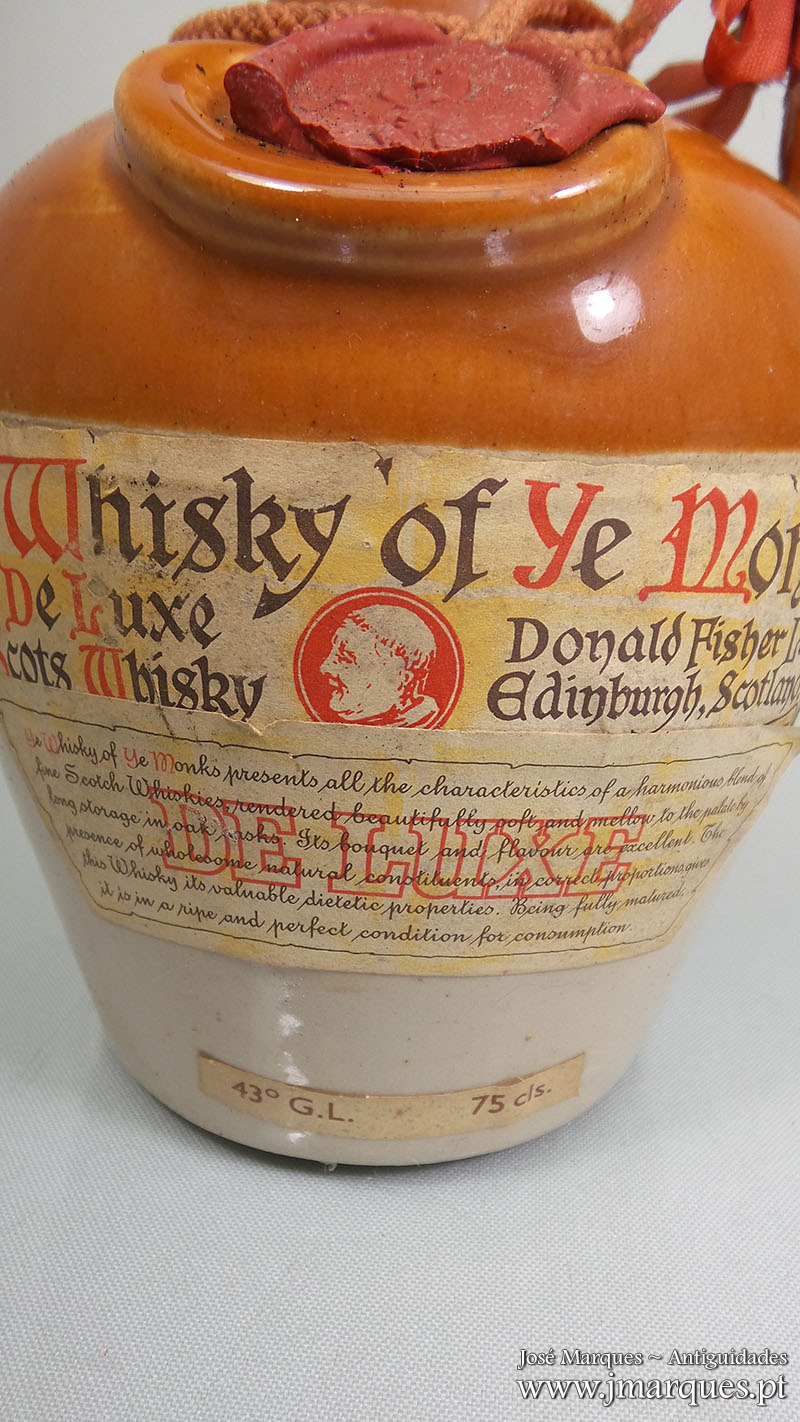 Whisky of Ye Mon
De Luxe
Scots Whisky
Donald Fisher L
Edinburgh, Scotland
Ye Whisky of Ye Monks presents all the characteristics of a harmonious blend of
fine Scotch Whiskies, rendered beautifully soft and mellow to the palate by
long storage in oak casks. Its bouquet and flavour are excellent. The
presence of wholesome natural constituents, in correct proportions, gives
this Whisky its valuable dietetic properties. Being fully matured,
it is in a ripe and perfect condition for consumption.
DE LUXE
43º G.L. 75 cls.
José Marques ~ Antiguidades
www.jmarques.pt